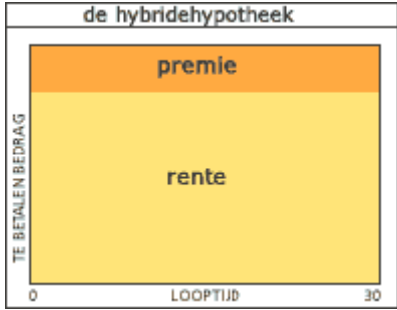 de hybridehypotheek
premie
rente
TE BETALEN BEDRAG
0 LOOPTIJD 30